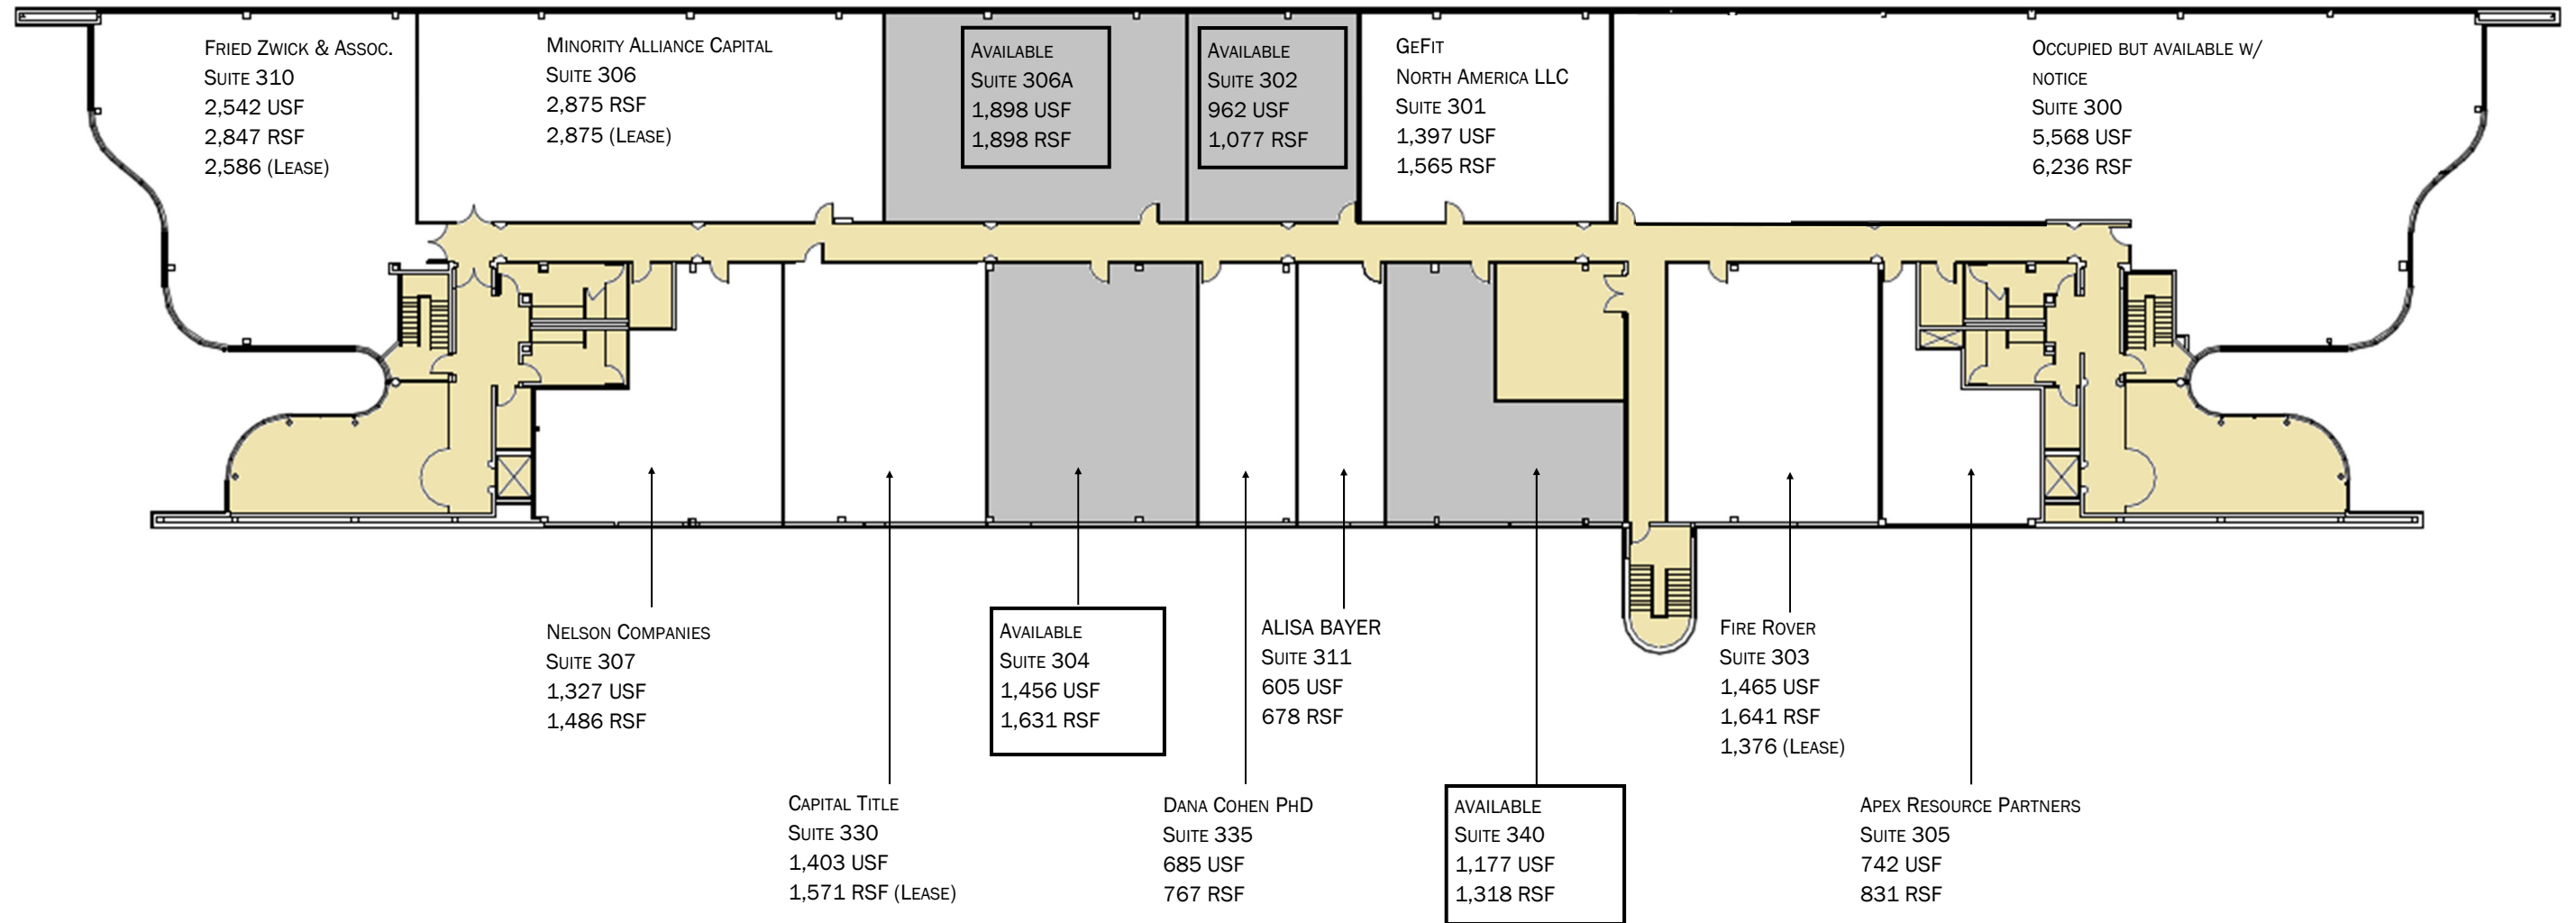 Fried Zwick & Assoc.
Suite 310
2,542 USF
2,847 RSF
2,586 (Lease)
Minority Alliance Capital
Suite 306
2,875 RSF
2,875 (Lease)
Available
Suite 306A
1,898 USF
1,898 RSF
Available
Suite 302
962 USF
1,077 RSF
GeFit
North America LLC
Suite 301
1,397 USF
1,565 RSF
Occupied but available w/
notice
Suite 300
5,568 USF
6,236 RSF
Nelson Companies
Suite 307
1,327 USF
1,486 RSF
Available
Suite 304
1,456 USF
1,631 RSF
ALISA BAYER
Suite 311
605 USF
678 RSF
Fire Rover
Suite 303
1,465 USF
1,641 RSF
1,376 (Lease)
Capital Title
Suite 330
1,403 USF
1,571 RSF (Lease)
Dana Cohen PhD
Suite 335
685 USF
767 RSF
available
Suite 340
1,177 USF
1,318 RSF
Apex Resource Partners
Suite 305
742 USF
831 RSF